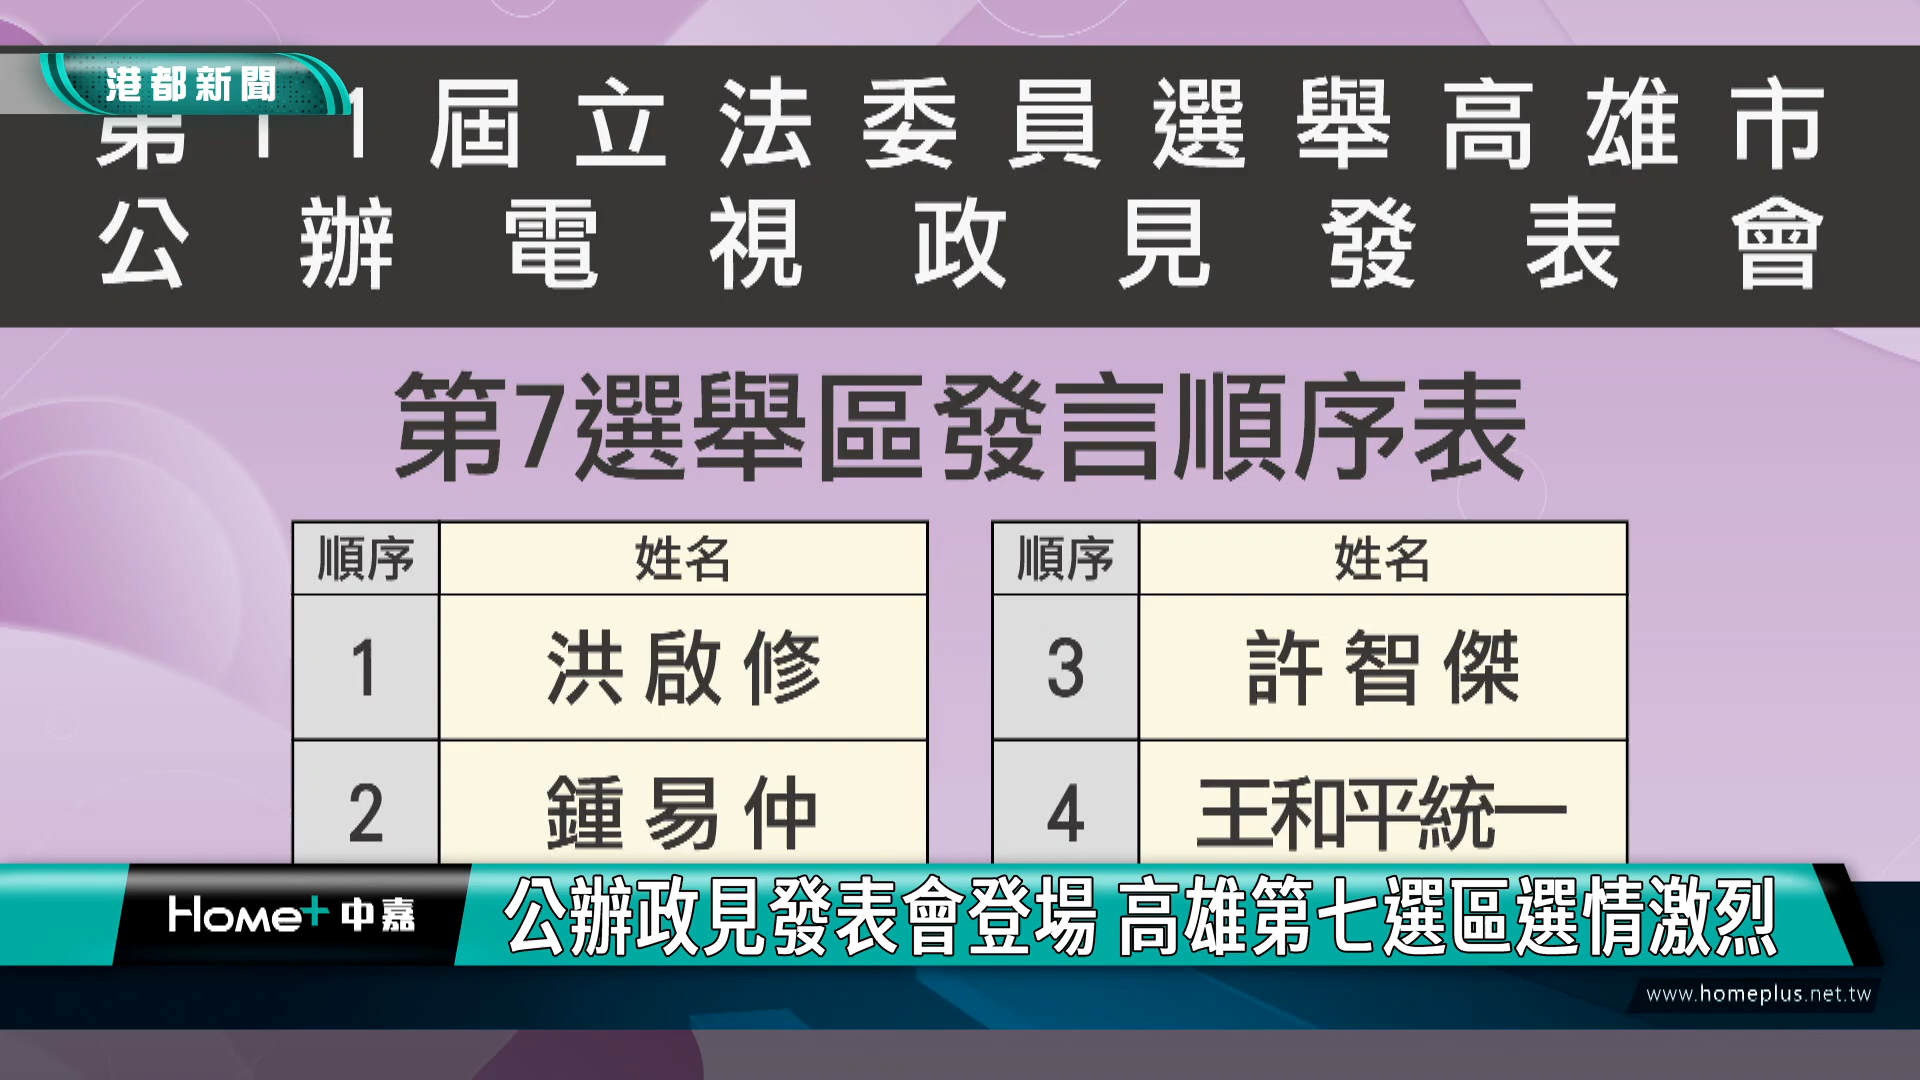 港都新聞
第11屆立法委員選舉高雄市
公辦電視政見發表會
第7選舉區發言順序表
順序 姓名 順序 姓名
1 洪啟修 3 許智傑
2 鍾易仲 4 王和平統一
Home+ 中嘉 公辦政見發表會登場 高雄第七選區選情激烈
www.homeplus.net.tw